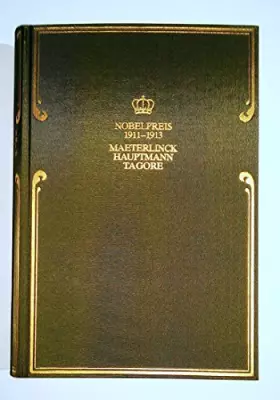 NOBELPREIS
1911-1913
MAETERLINCK
HAUPTMANN
TAGORE